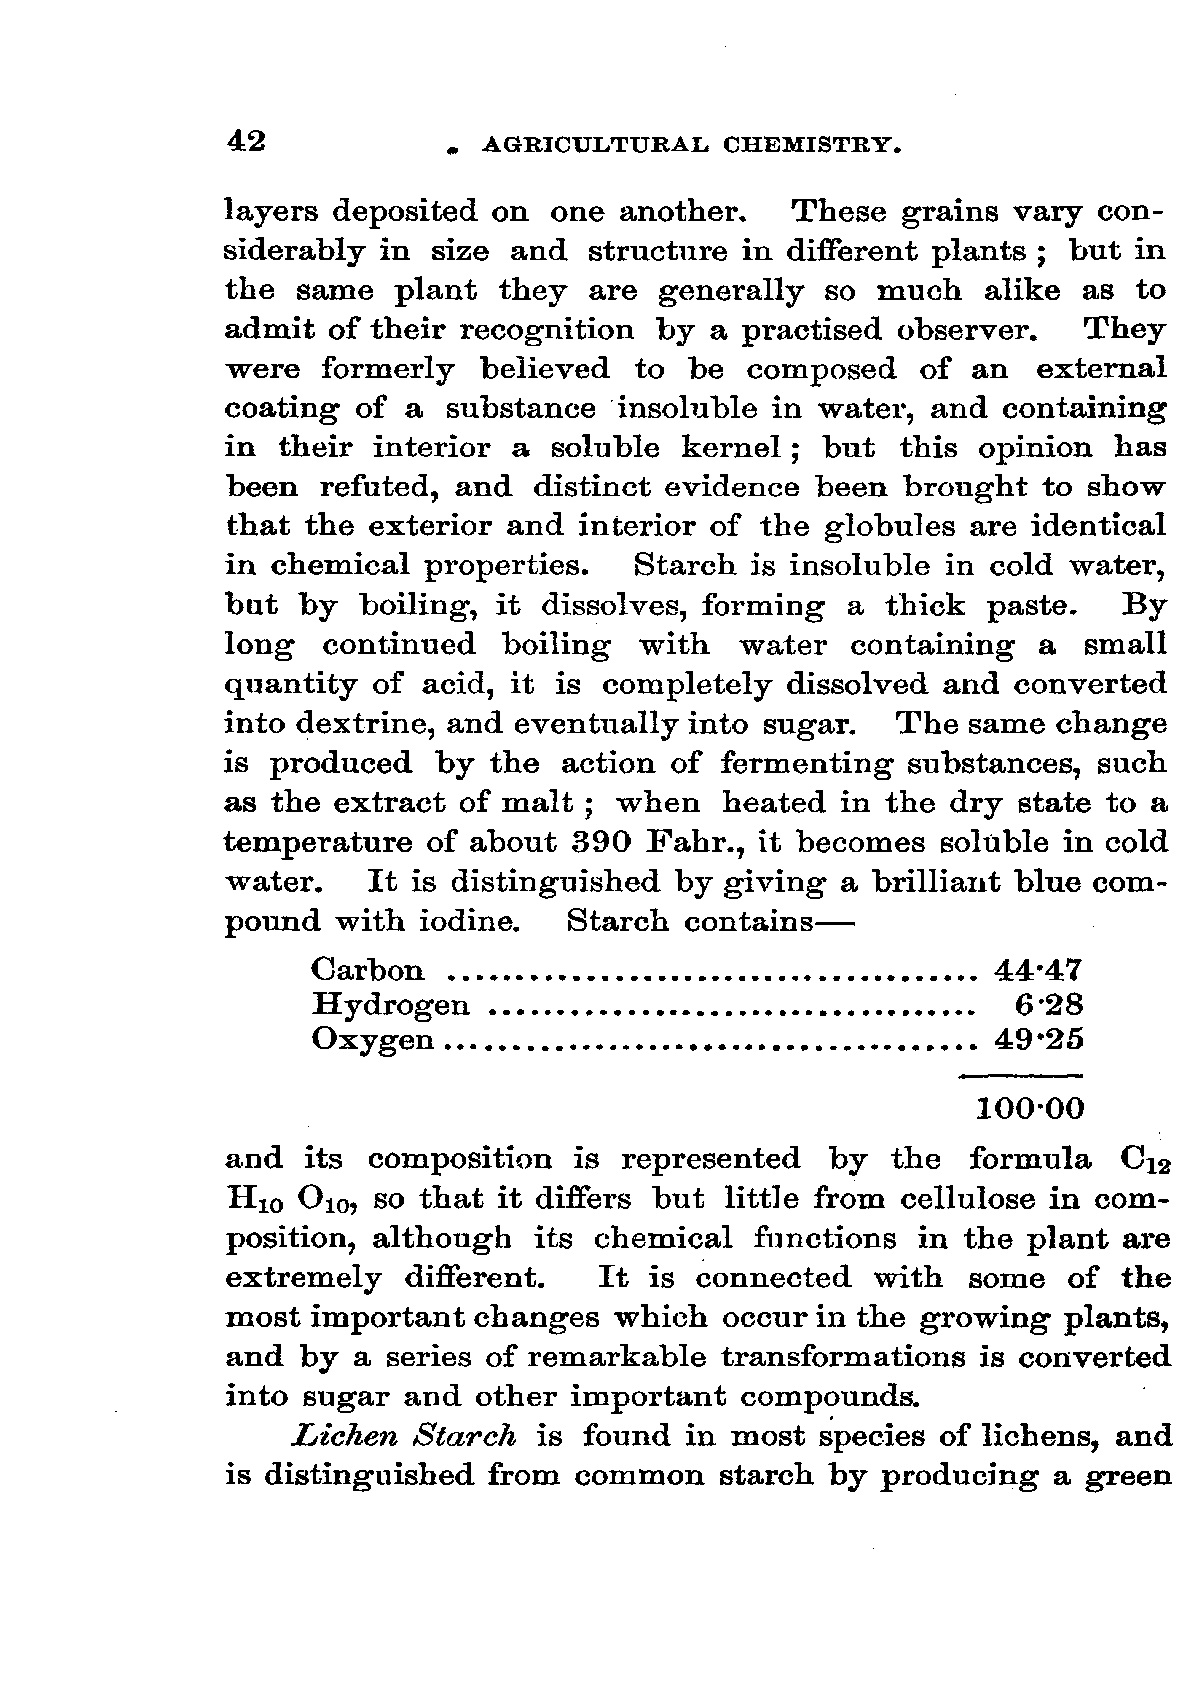 42 AGRICULTURAL CHEMISTRY.
layers deposited on one another. These grains vary con-
siderably in size and structure in different plants ; but in
the same plant they are generally so much alike as to
admit of their recognition by a practised observer. They
were formerly believed to be composed of an external
coating of a substance insoluble in water, and containing
in their interior a soluble kernel ; but this opinion has
been refuted, and distinct evidence been brought to show
that the exterior and interior of the globules are identical
in chemical properties. Starch is insoluble in cold water,
but by boiling, it dissolves, forming a thick paste. By
long continued boiling with water containing a small
quantity of acid, it is completely dissolved and converted
into dextrine, and eventually into sugar. The same change
is produced by the action of fermenting substances, such
as the extract of malt ; when heated in the dry state to a
temperature of about 390 Fahr., it becomes soluble in cold
water. It is distinguished by giving a brilliant blue com-
pound with iodine. Starch contains—
Carbon ....................................... 44·47
Hydrogen .................................... 6·28
Oxygen ....................................... 49·25
100·00
and its composition is represented by the formula C₁₂
H₁₀ O₁₀, so that it differs but little from cellulose in com-
position, although its chemical functions in the plant are
extremely different. It is connected with some of the
most important changes which occur in the growing plants,
and by a series of remarkable transformations is converted
into sugar and other important compounds.
Lichen Starch is found in most species of lichens, and
is distinguished from common starch by producing a green